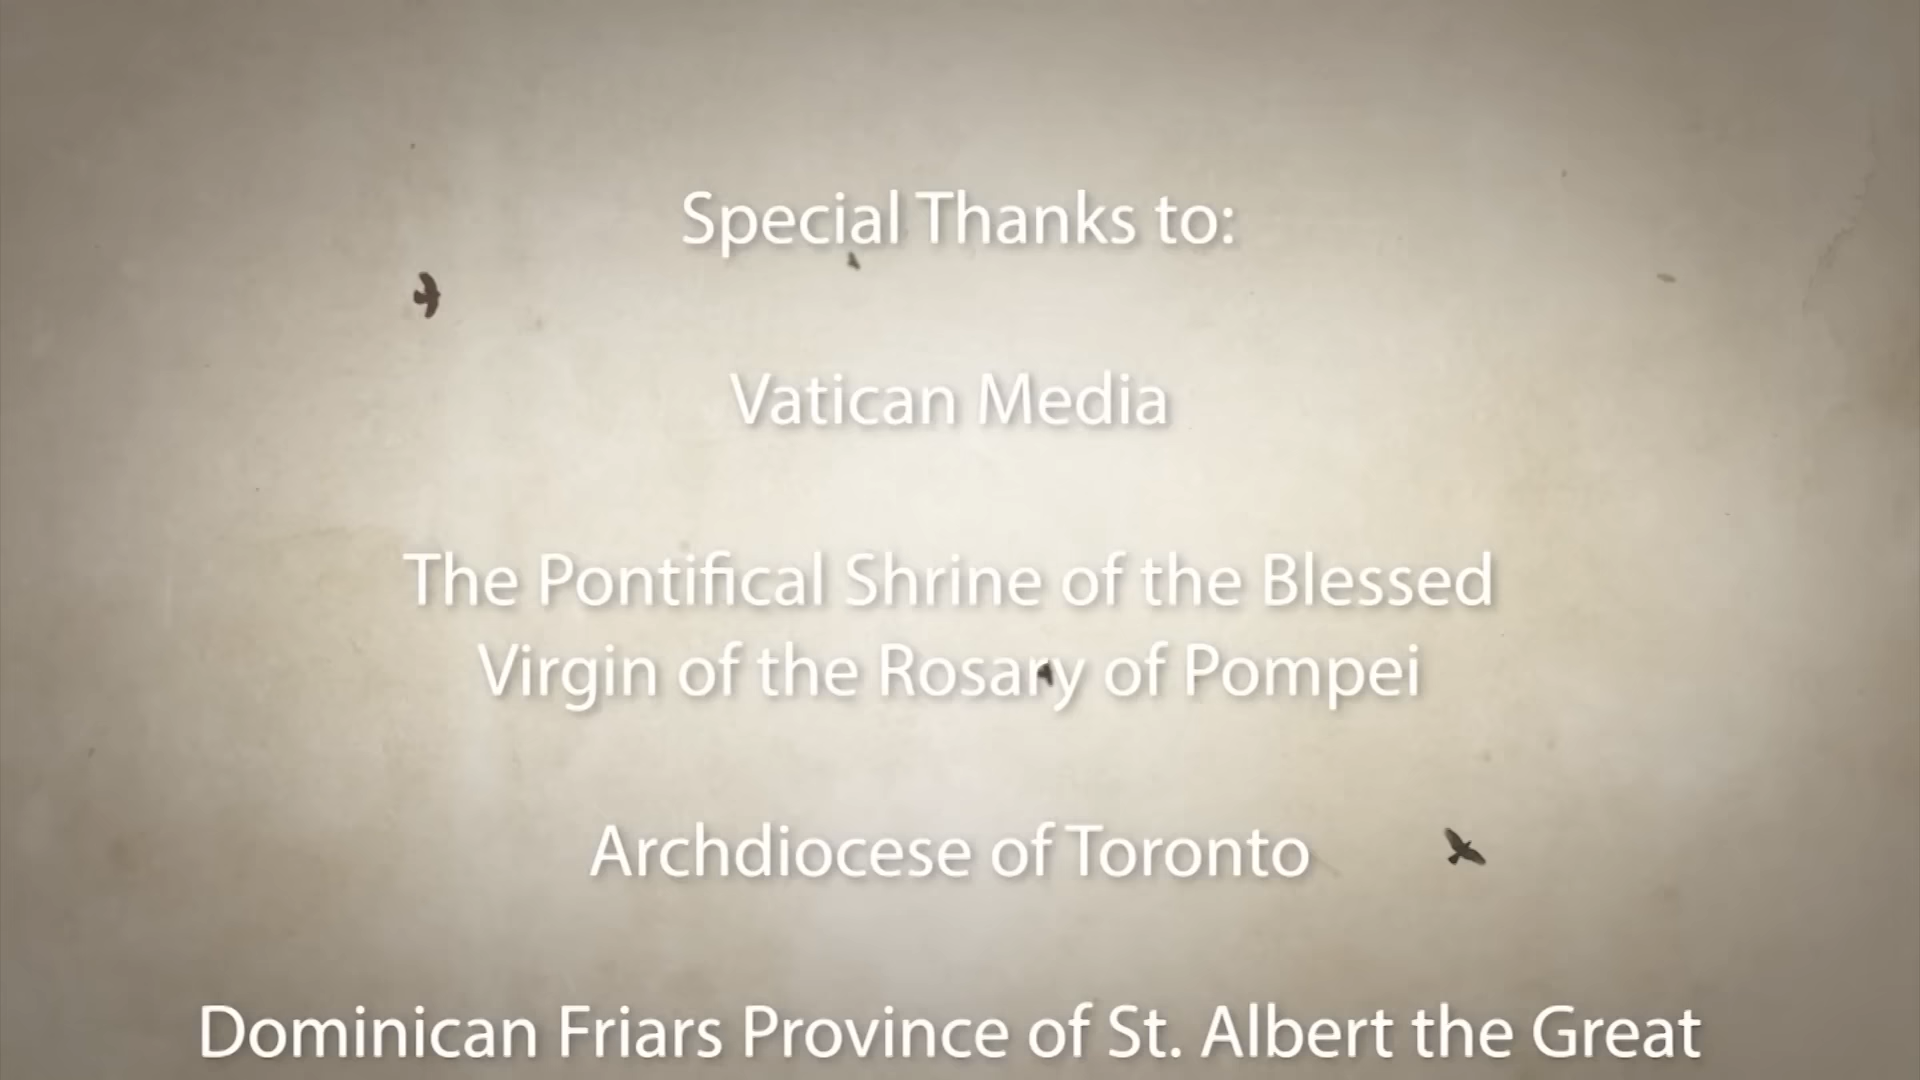 Special Thanks to:
Vatican Media
The Pontifical Shrine of the Blessed
Virgin of the Rosary of Pompei
Archdiocese of Toronto
Dominican Friars Province of St. Albert the Great